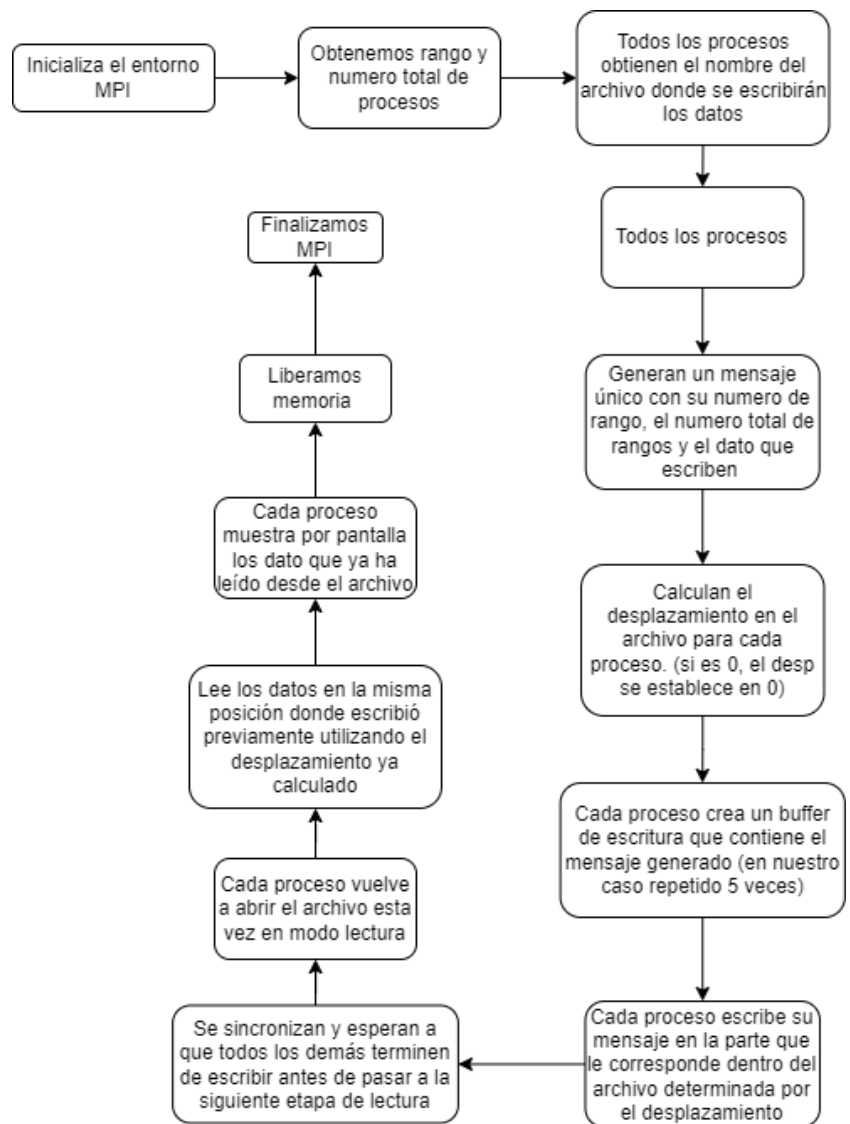 Inicializa el entorno
MPI
Obtenemos rango y
numero total de
procesos
Todos los procesos
obtienen el nombre del
archivo donde se escribirán
los datos
Todos los procesos
Generan un mensaje
único con su numero de
rango, el numero total de
rangos y el dato que
escriben
Calculan el
desplazamiento en el
archivo para cada
proceso. (si es 0, el desp
se establece en 0)
Cada proceso crea un buffer
de escritura que contiene el
mensaje generado (en nuestro
caso repetido 5 veces)
Cada proceso escribe su
mensaje en la parte que
le corresponde dentro del
archivo determinada por
el desplazamiento
Se sincronizan y esperan a
que todos los demás terminen
de escribir antes de pasar a la
siguiente etapa de lectura
Cada proceso vuelve
a abrir el archivo esta
vez en modo lectura
Lee los datos en la misma
posición donde escribió
previamente utilizando el
desplazamiento ya
calculado
Cada proceso
muestra por pantalla
los dato que ya ha
leído desde el archivo
Liberamos
memoria
Finalizamos
MPI